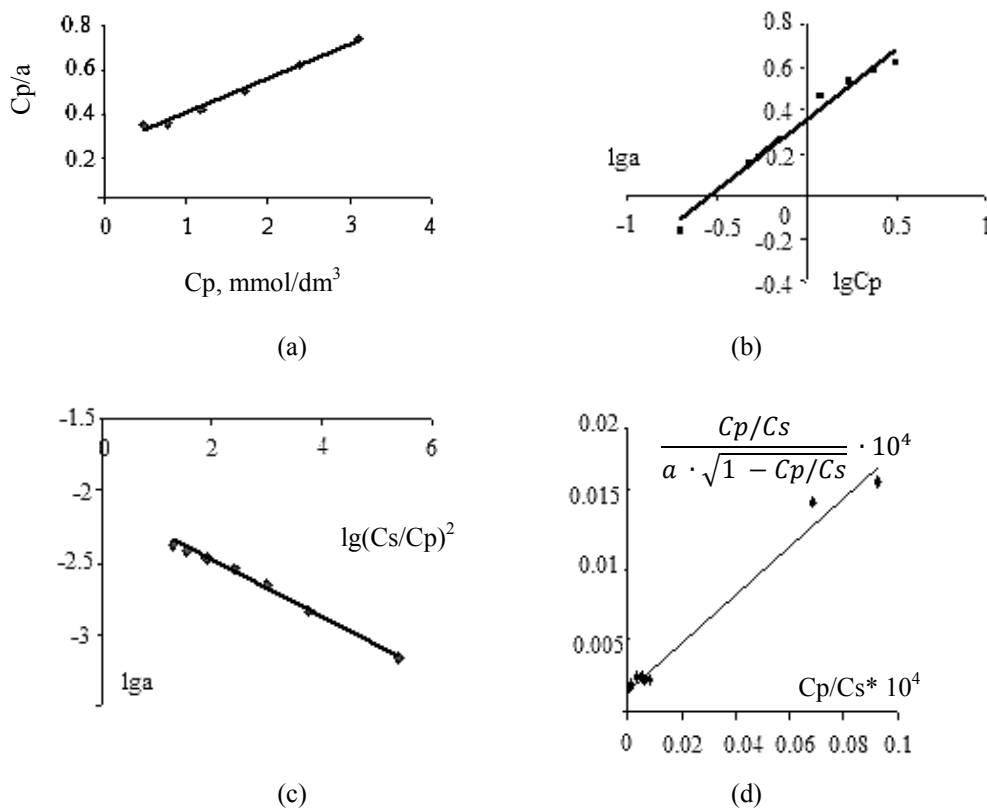 0.8
0.6
0.4
0.2
Cp/a
0 1 2 3 4
Cp, mmol/dm³
(a)
0.8
0.6
0.4
0.2
0
-0.2
-0.4
lga
-1 -0.5 0.5 1
lgCp
(b)
-1.5
0 2 4 6
-2
-2.5
-3
lg(Cs/Cp)²
lga
(c)
0.02
0.015
0.01
0.005
Cp/Cs
a · √1 − Cp/Cs · 10⁴
Cp/Cs* 10⁴
0 0.02 0.04 0.06 0.08 0.1
(d)